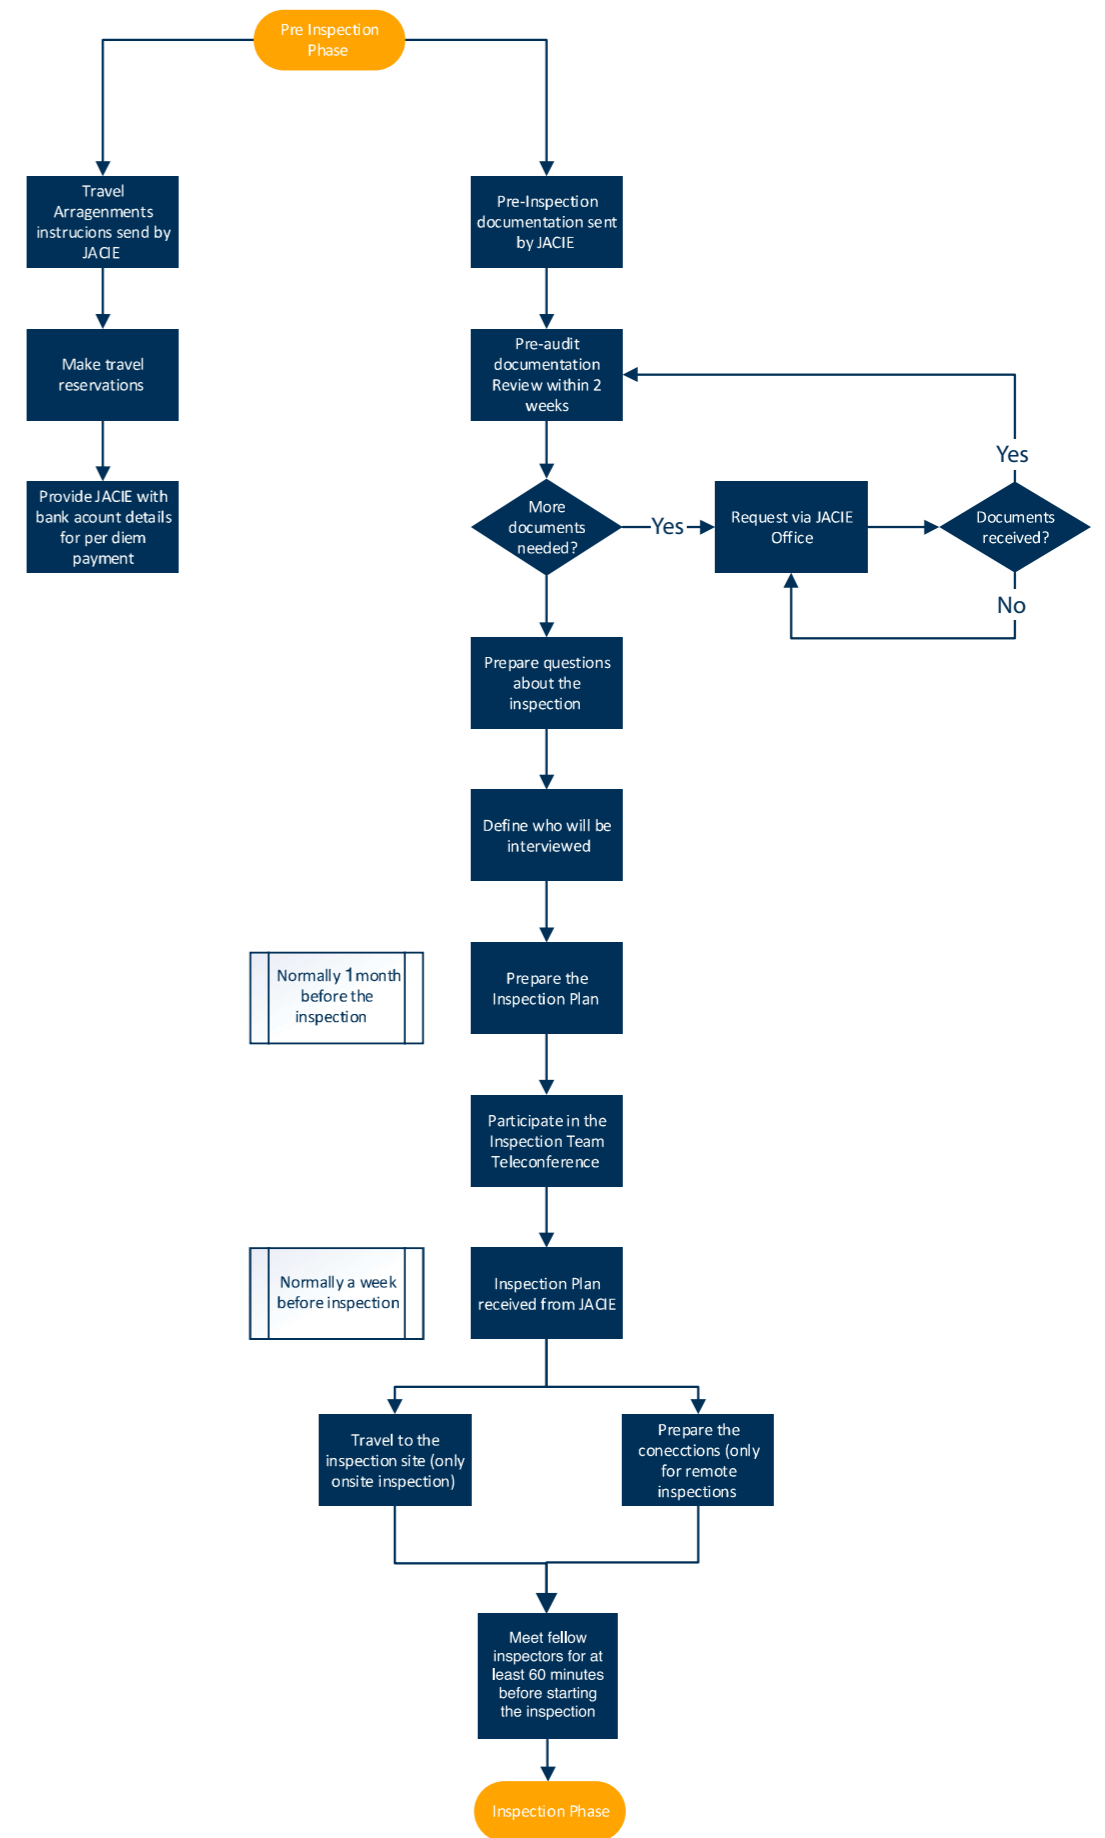 Pre Inspection
Phase
Travel
Arragenments
instrucions send by
JACIE
Pre-Inspection
documentation sent
by JACIE
Make travel
reservations
Pre-audit
documentation
Review within 2
weeks
Yes
Provide JACIE with
bank acount details
for per diem
payment
More
documents
needed?
Yes
Request via JACIE
Office
Documents
received?
No
Prepare questions
about the
inspection
Define who will be
interviewed
Normally 1 month
before the
inspection
Prepare the
Inspection Plan
Participate in the
Inspection Team
Teleconference
Normally a week
before inspection
Inspection Plan
received from JACIE
Travel to the
inspection site (only
onsite inspection)
Prepare the
conecctions (only
for remote
inspections
Meet fellow
inspectors for at
least 60 minutes
before starting
the inspection
Inspection Phase